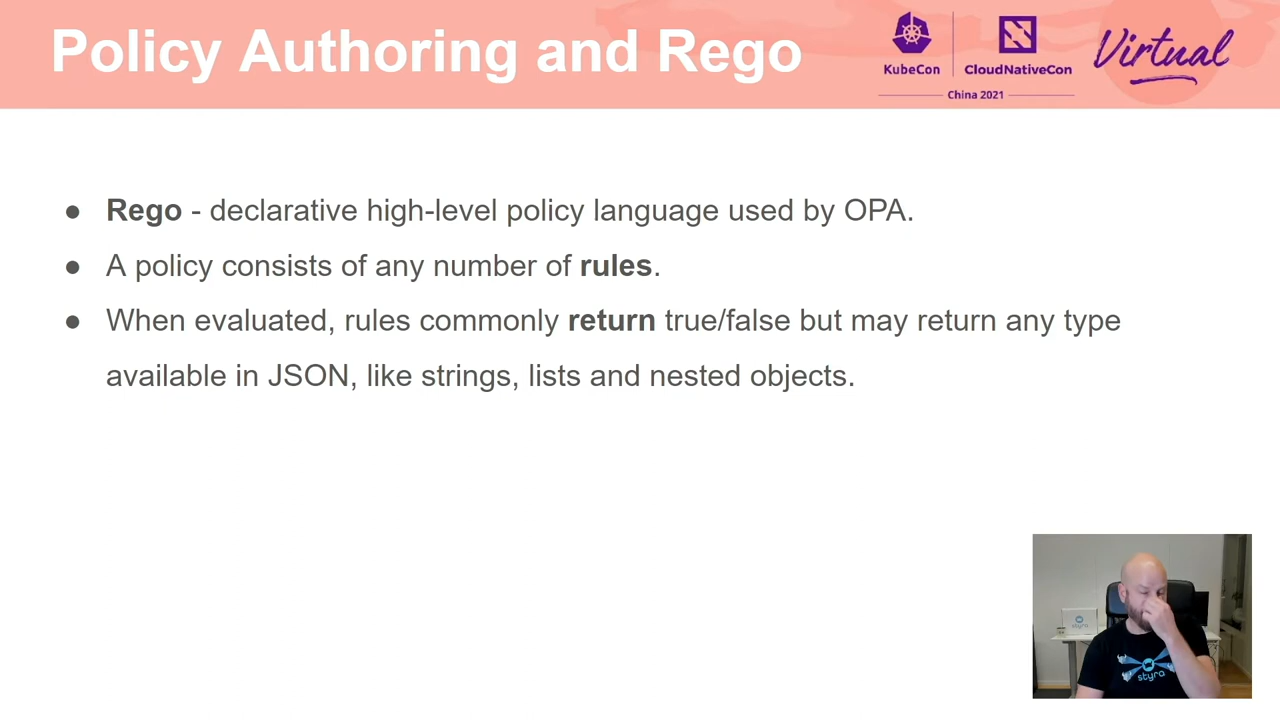 Policy Authoring and Rego
KubeCon
CloudNativeCon
Virtual
China 2021
● Rego - declarative high-level policy language used by OPA.
● A policy consists of any number of rules.
● When evaluated, rules commonly return true/false but may return any type
available in JSON, like strings, lists and nested objects.
styra
styra